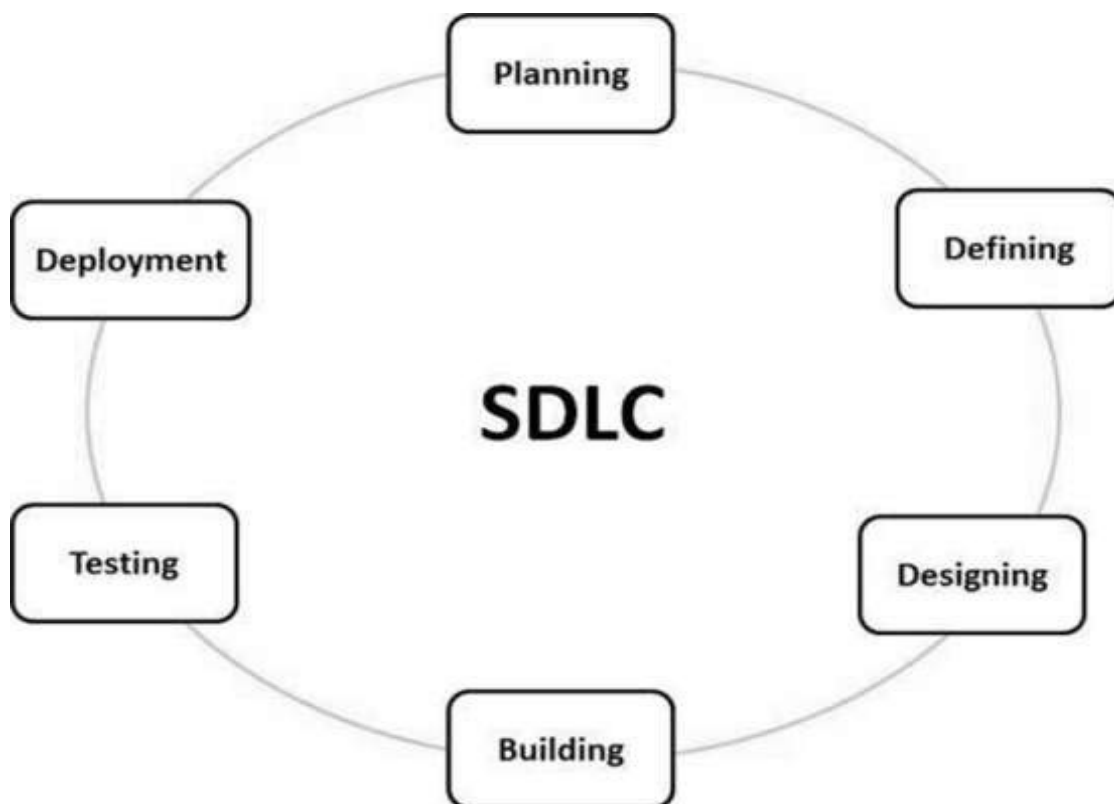 Planning
Defining
Deployment
SDLC
Designing
Testing
Building